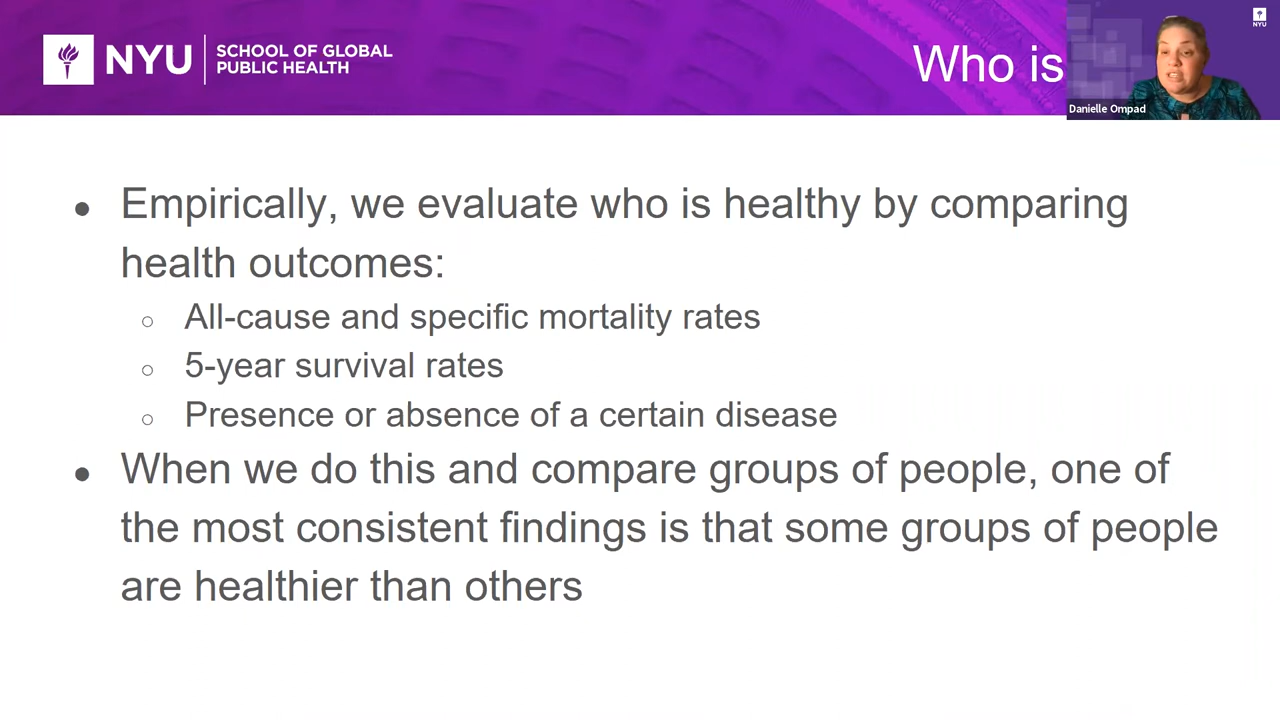 NYU
SCHOOL OF GLOBAL
PUBLIC HEALTH
Who is
NYU
Danielle Ompad
● Empirically, we evaluate who is healthy by comparing
health outcomes:
○ All-cause and specific mortality rates
○ 5-year survival rates
○ Presence or absence of a certain disease
● When we do this and compare groups of people, one of
the most consistent findings is that some groups of people
are healthier than others